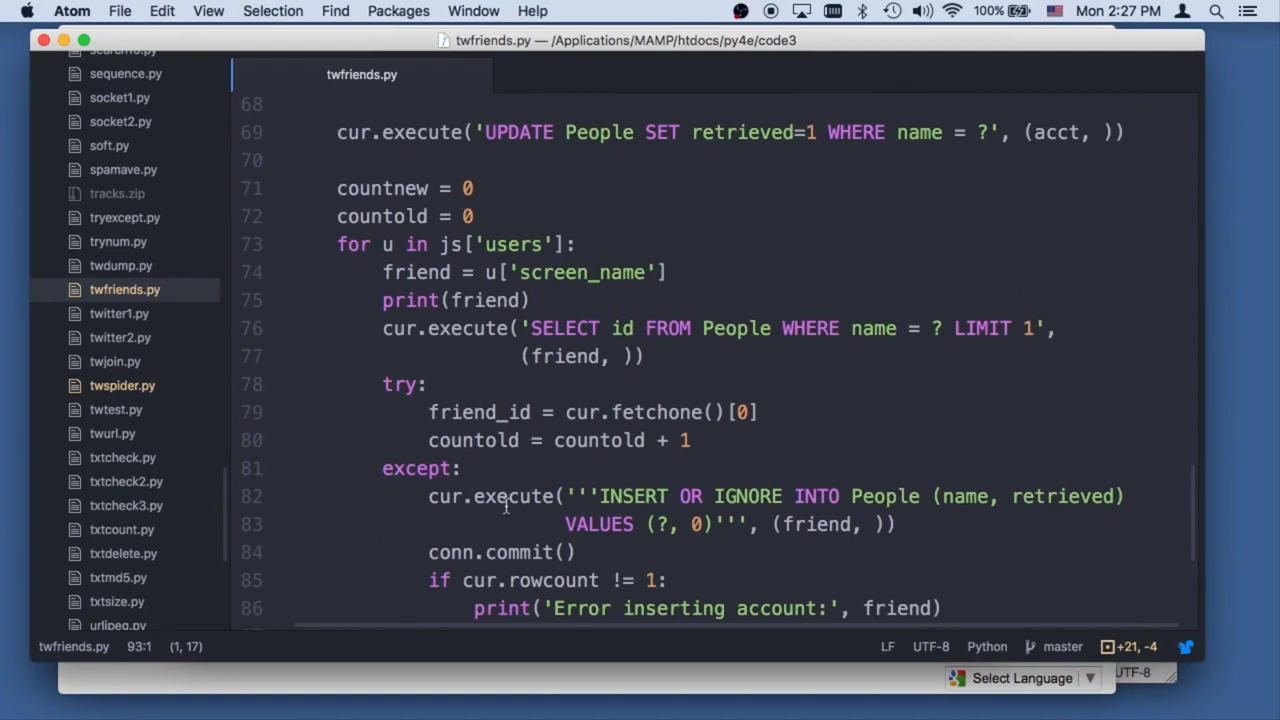 Atom File Edit View Selection Find Packages Window Help 100% Mon 2:27 PM
twfriends.py — /Applications/MAMP/htdocs/py4e/code3
sequence.py
socket1.py
socket2.py
soft.py
spamave.py
tracks.zip
tryexcept.py
trynum.py
twdump.py
twfriends.py
twitter1.py
twitter2.py
twjoin.py
twspider.py
twtest.py
twurl.py
txtcheck.py
txtcheck2.py
txtcheck3.py
txtcount.py
txtdelete.py
txtmd5.py
txtsize.py
urljpeg.py
twfriends.py
68
69 cur.execute('UPDATE People SET retrieved=1 WHERE name = ?', (acct, ))
70
71 countnew = 0
72 countold = 0
73 for u in js['users']:
74 friend = u['screen_name']
75 print(friend)
76 cur.execute('SELECT id FROM People WHERE name = ? LIMIT 1',
77 (friend, ))
78 try:
79 friend_id = cur.fetchone()[0]
80 countold = countold + 1
81 except:
82 cur.execute('''INSERT OR IGNORE INTO People (name, retrieved)
83 VALUES (?, 0)''', (friend, ))
84 conn.commit()
85 if cur.rowcount != 1:
86 print('Error inserting account:', friend)
twfriends.py 93:1 (1, 17) LF UTF-8 Python master +21, -4
Select Language UTF-8